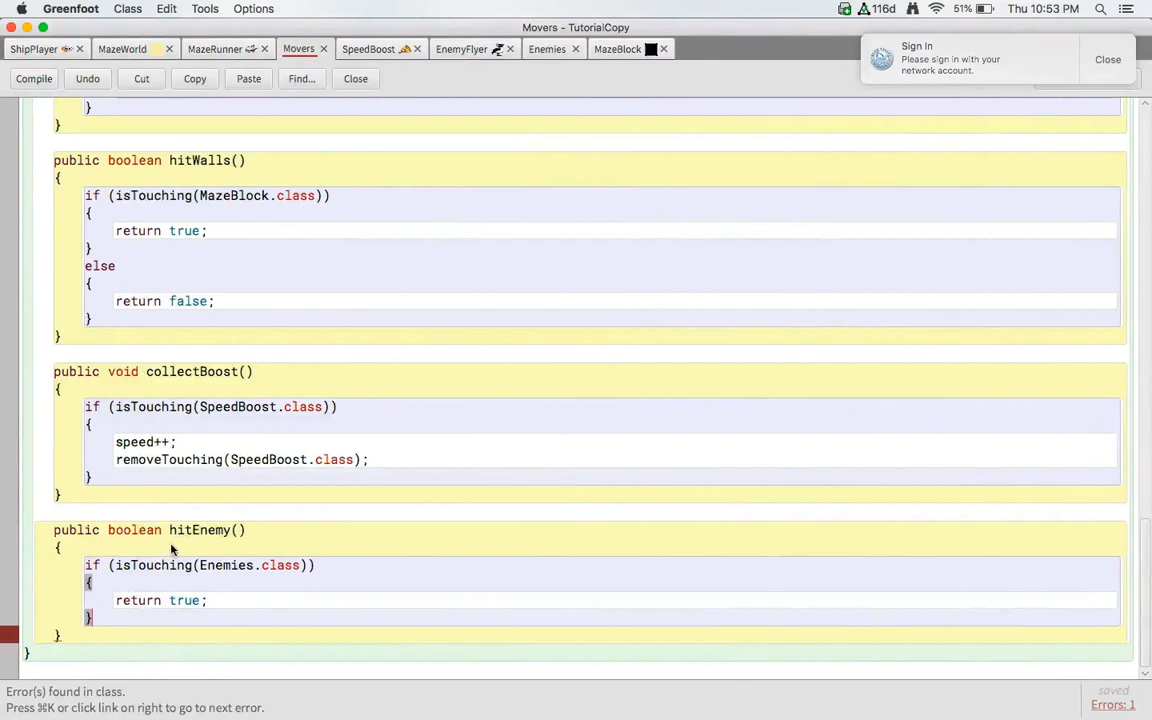 Greenfoot Class Edit Tools Options 116d 51% Thu 10:53 PM
Movers - TutorialCopy
ShipPlayer MazeWorld MazeRunner Movers SpeedBoost EnemyFlyer Enemies MazeBlock
Sign In
Please sign in with your
network account.
Close
Compile Undo Cut Copy Paste Find... Close
}
}
public boolean hitWalls()
{
if (isTouching(MazeBlock.class))
{
return true;
}
else
{
return false;
}
}
public void collectBoost()
{
if (isTouching(SpeedBoost.class))
{
speed++;
removeTouching(SpeedBoost.class);
}
}
public boolean hitEnemy()
{
if (isTouching(Enemies.class))
{
return true;
}
}
}
Error(s) found in class.
Press ⌘K or click link on right to go to next error.
saved
Errors: 1